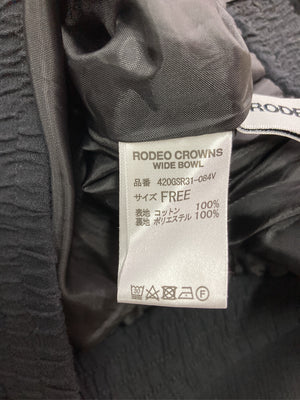 RODEO CROWNS
WIDE BOWL
品番 420GSR31-084V
サイズ FREE
表地 コットン 100%
裏地 ポリエステル 100%
RODE